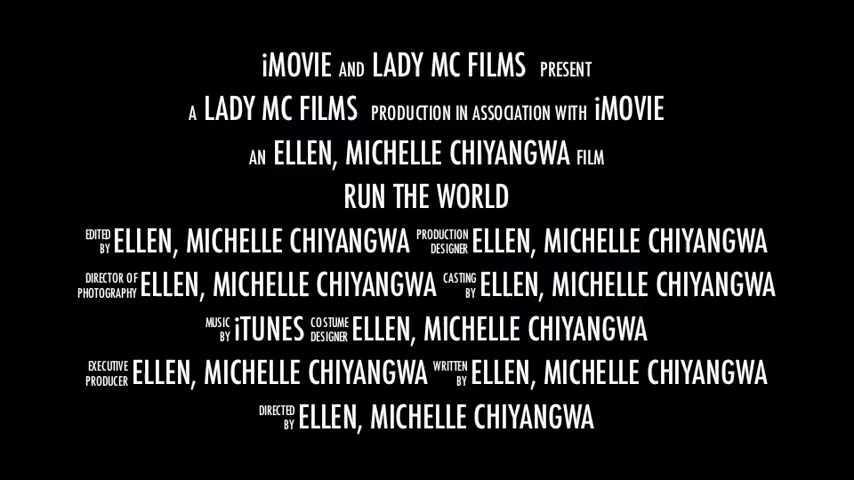 iMOVIE AND LADY MC FILMS PRESENT
A LADY MC FILMS PRODUCTION IN ASSOCIATION WITH iMOVIE
AN ELLEN, MICHELLE CHIYANGWA FILM
RUN THE WORLD
EDITED BY ELLEN, MICHELLE CHIYANGWA PRODUCTION DESIGNER ELLEN, MICHELLE CHIYANGWA
DIRECTOR OF PHOTOGRAPHY ELLEN, MICHELLE CHIYANGWA CASTING BY ELLEN, MICHELLE CHIYANGWA
MUSIC BY iTUNES COSTUME DESIGNER ELLEN, MICHELLE CHIYANGWA
EXECUTIVE PRODUCER ELLEN, MICHELLE CHIYANGWA WRITTEN BY ELLEN, MICHELLE CHIYANGWA
DIRECTED BY ELLEN, MICHELLE CHIYANGWA